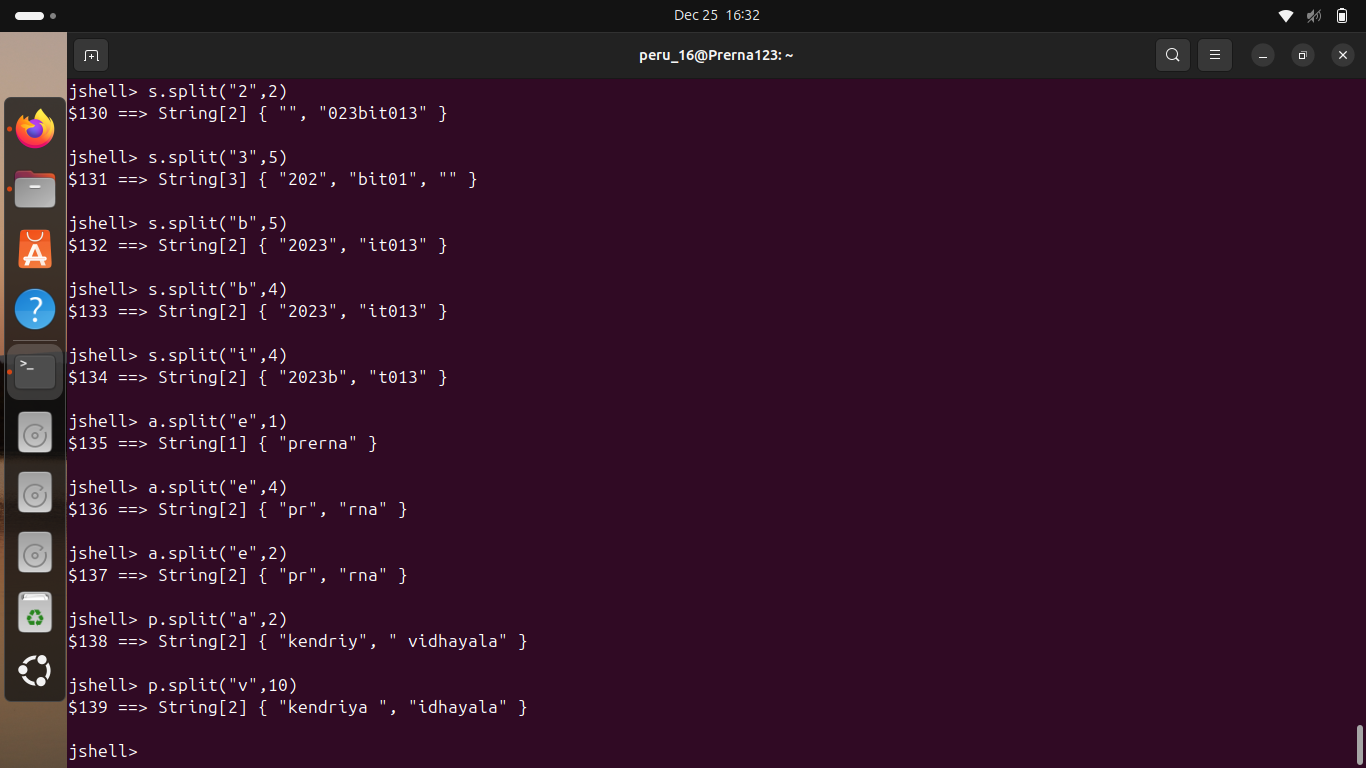 Dec 25 16:32
peru_16@Prerna123: ~
jshell> s.split("2",2)
$130 ==> String[2] { "", "023bit013" }
jshell> s.split("3",5)
$131 ==> String[3] { "202", "bit01", "" }
jshell> s.split("b",5)
$132 ==> String[2] { "2023", "it013" }
jshell> s.split("b",4)
$133 ==> String[2] { "2023", "it013" }
jshell> s.split("i",4)
$134 ==> String[2] { "2023b", "t013" }
jshell> a.split("e",1)
$135 ==> String[1] { "prerna" }
jshell> a.split("e",4)
$136 ==> String[2] { "pr", "rna" }
jshell> a.split("e",2)
$137 ==> String[2] { "pr", "rna" }
jshell> p.split("a",2)
$138 ==> String[2] { "kendriy", " vidhayala" }
jshell> p.split("v",10)
$139 ==> String[2] { "kendriya ", "idhayala" }
jshell>